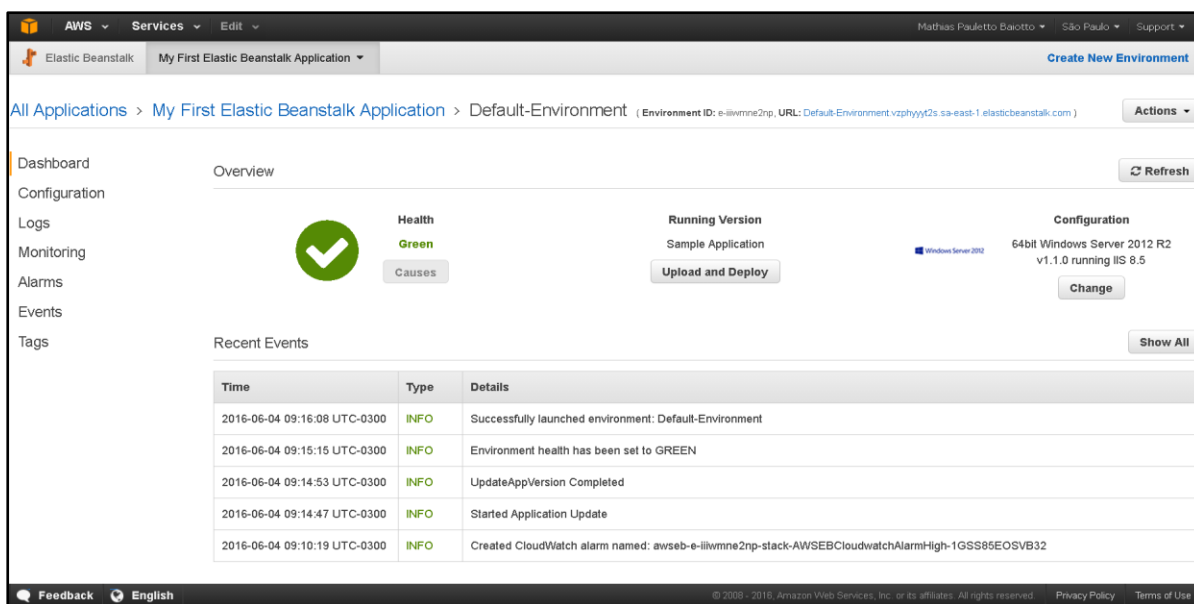 AWS Services Edit Mathias Pauletto Baiotto São Paulo Support
Elastic Beanstalk My First Elastic Beanstalk Application Create New Environment
All Applications > My First Elastic Beanstalk Application > Default-Environment ( Environment ID: e-iiiwmne2np, URL: Default-Environment.vzphyyyt2s.sa-east-1.elasticbeanstalk.com ) Actions
Dashboard
Configuration
Logs
Monitoring
Alarms
Events
Tags
Overview Refresh
Health Running Version Configuration
Green Sample Application Windows Server 2012 64bit Windows Server 2012 R2
v1.1.0 running IIS 8.5
Causes Upload and Deploy Change
Recent Events Show All
Time Type Details
2016-06-04 09:16:08 UTC-0300 INFO Successfully launched environment: Default-Environment
2016-06-04 09:15:15 UTC-0300 INFO Environment health has been set to GREEN
2016-06-04 09:14:53 UTC-0300 INFO UpdateAppVersion Completed
2016-06-04 09:14:47 UTC-0300 INFO Started Application Update
2016-06-04 09:10:19 UTC-0300 INFO Created CloudWatch alarm named: awseb-e-iiiwmne2np-stack-AWSEBCloudwatchAlarmHigh-1GSS85EOSVB32
Feedback English © 2008 - 2016, Amazon Web Services, Inc. or its affiliates. All rights reserved. Privacy Policy Terms of Use